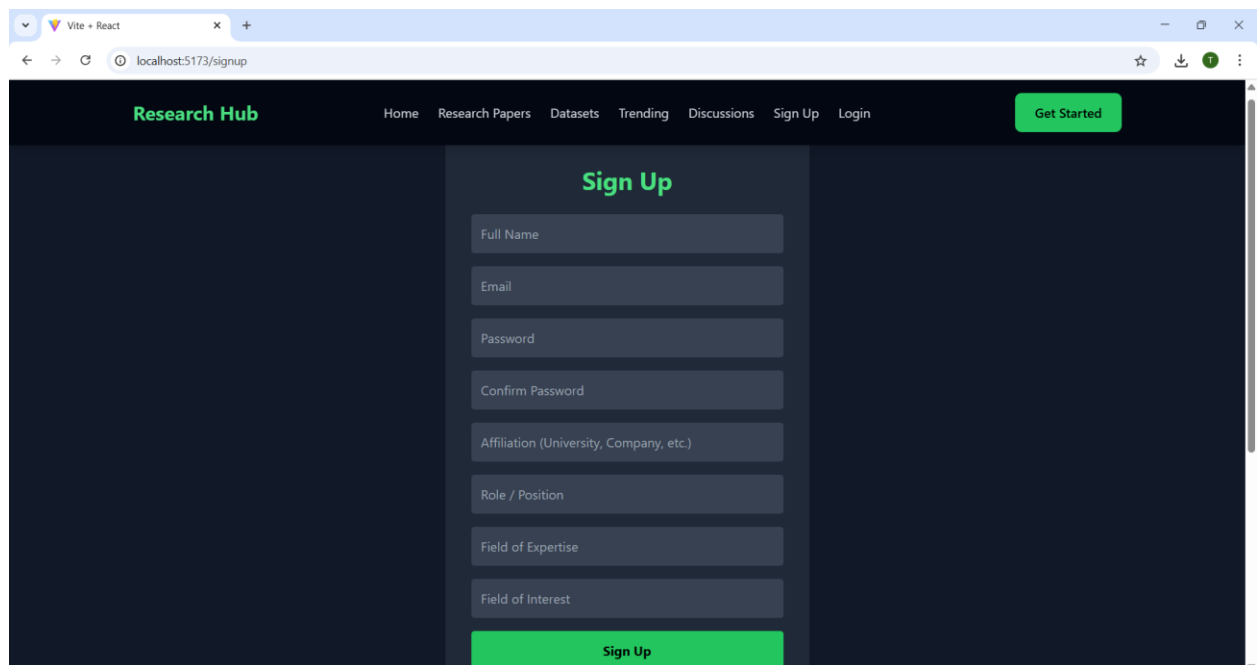 Vite + React
localhost:5173/signup
T
Research Hub Home Research Papers Datasets Trending Discussions Sign Up Login Get Started
Sign Up
Full Name
Email
Password
Confirm Password
Affiliation (University, Company, etc.)
Role / Position
Field of Expertise
Field of Interest
Sign Up